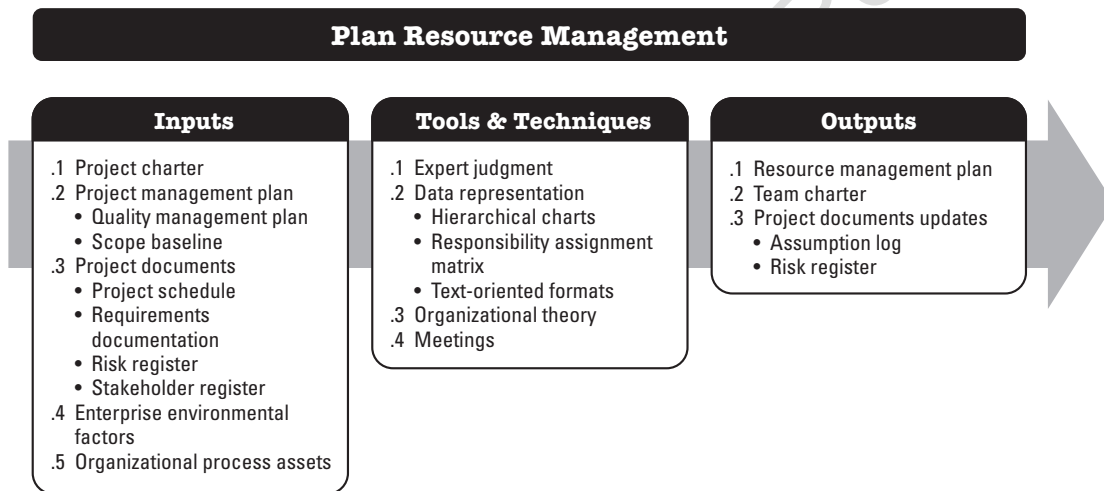 Plan Resource Management
Inputs
.1 Project charter
.2 Project management plan
• Quality management plan
• Scope baseline
.3 Project documents
• Project schedule
• Requirements
documentation
• Risk register
• Stakeholder register
.4 Enterprise environmental
factors
.5 Organizational process assets
Tools & Techniques
.1 Expert judgment
.2 Data representation
• Hierarchical charts
• Responsibility assignment
matrix
• Text-oriented formats
.3 Organizational theory
.4 Meetings
Outputs
.1 Resource management plan
.2 Team charter
.3 Project documents updates
• Assumption log
• Risk register